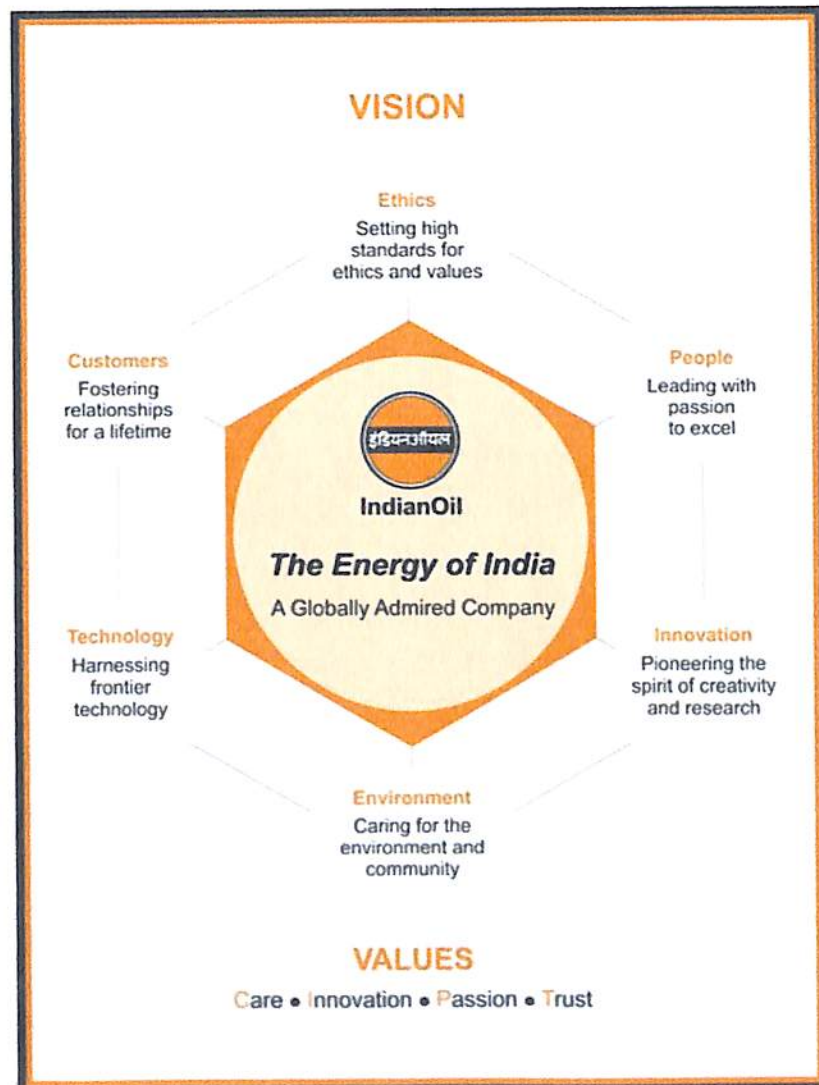 VISION
Ethics
Setting high
standards for
ethics and values
Customers
Fostering
relationships
for a lifetime
People
Leading with
passion
to excel
इंडियनऑयल
IndianOil
The Energy of India
A Globally Admired Company
Technology
Harnessing
frontier
technology
Innovation
Pioneering the
spirit of creativity
and research
Environment
Caring for the
environment and
community
VALUES
Care • Innovation • Passion • Trust